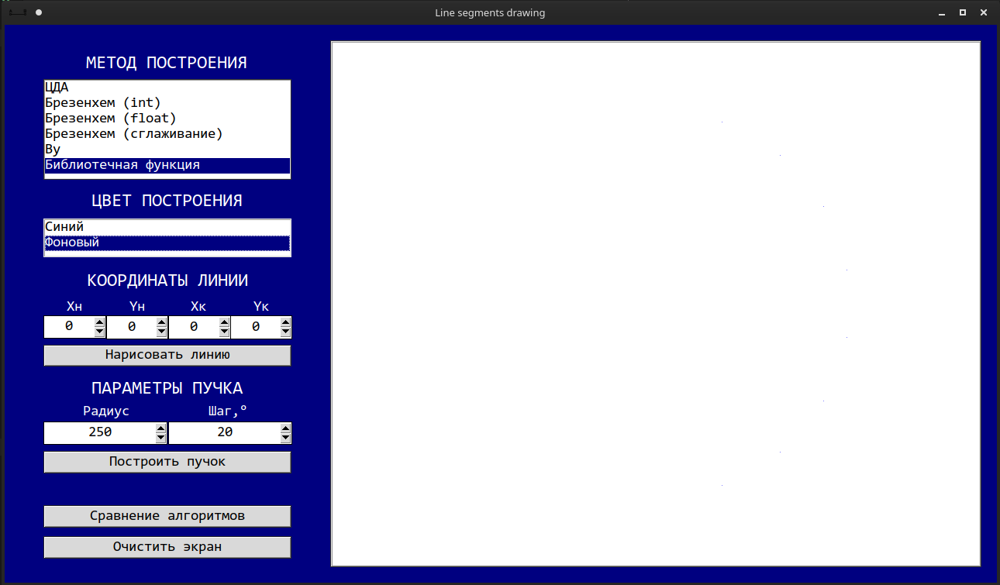 Line segments drawing
МЕТОД ПОСТРОЕНИЯ
ЦДА
Брезенхем (int)
Брезенхем (float)
Брезенхем (сглаживание)
Ву
Библиотечная функция
ЦВЕТ ПОСТРОЕНИЯ
Синий
Фоновый
КООРДИНАТЫ ЛИНИИ
Xн Yн Xк Yк
0 0 0 0
Нарисовать линию
ПАРАМЕТРЫ ПУЧКА
Радиус Шаг,°
250 20
Построить пучок
Сравнение алгоритмов
Очистить экран